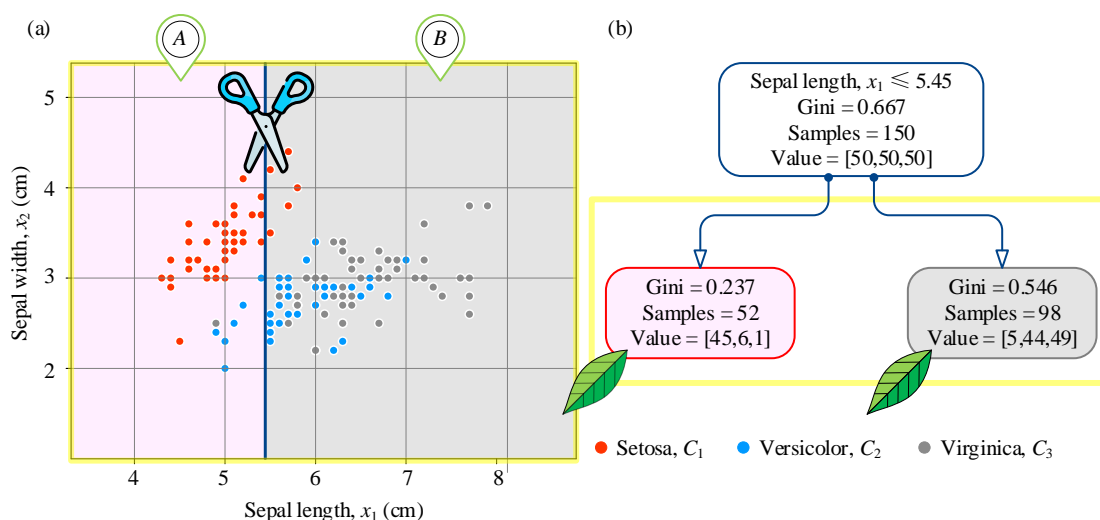 (a)
A
B
5
4
3
2
Sepal width, x₂ (cm)
4
5
6
7
8
Sepal length, x₁ (cm)
(b)
Sepal length, x₁ ⩽ 5.45
Gini = 0.667
Samples = 150
Value = [50,50,50]
Gini = 0.237
Samples = 52
Value = [45,6,1]
Gini = 0.546
Samples = 98
Value = [5,44,49]
Setosa, C₁
Versicolor, C₂
Virginica, C₃